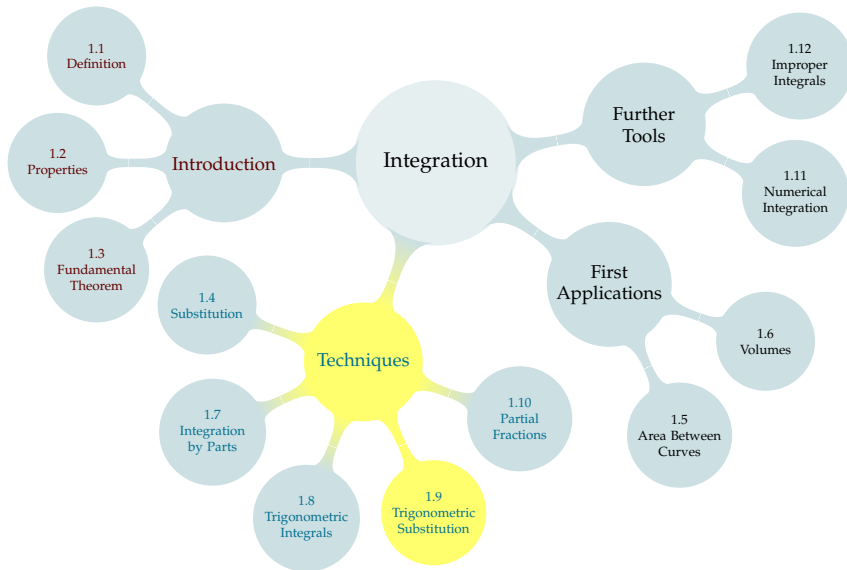 Integration
Introduction
1.1
Definition
1.2
Properties
1.3
Fundamental
Theorem
Techniques
1.4
Substitution
1.7
Integration
by Parts
1.8
Trigonometric
Integrals
1.9
Trigonometric
Substitution
1.10
Partial
Fractions
First
Applications
1.5
Area Between
Curves
1.6
Volumes
Further
Tools
1.11
Numerical
Integration
1.12
Improper
Integrals